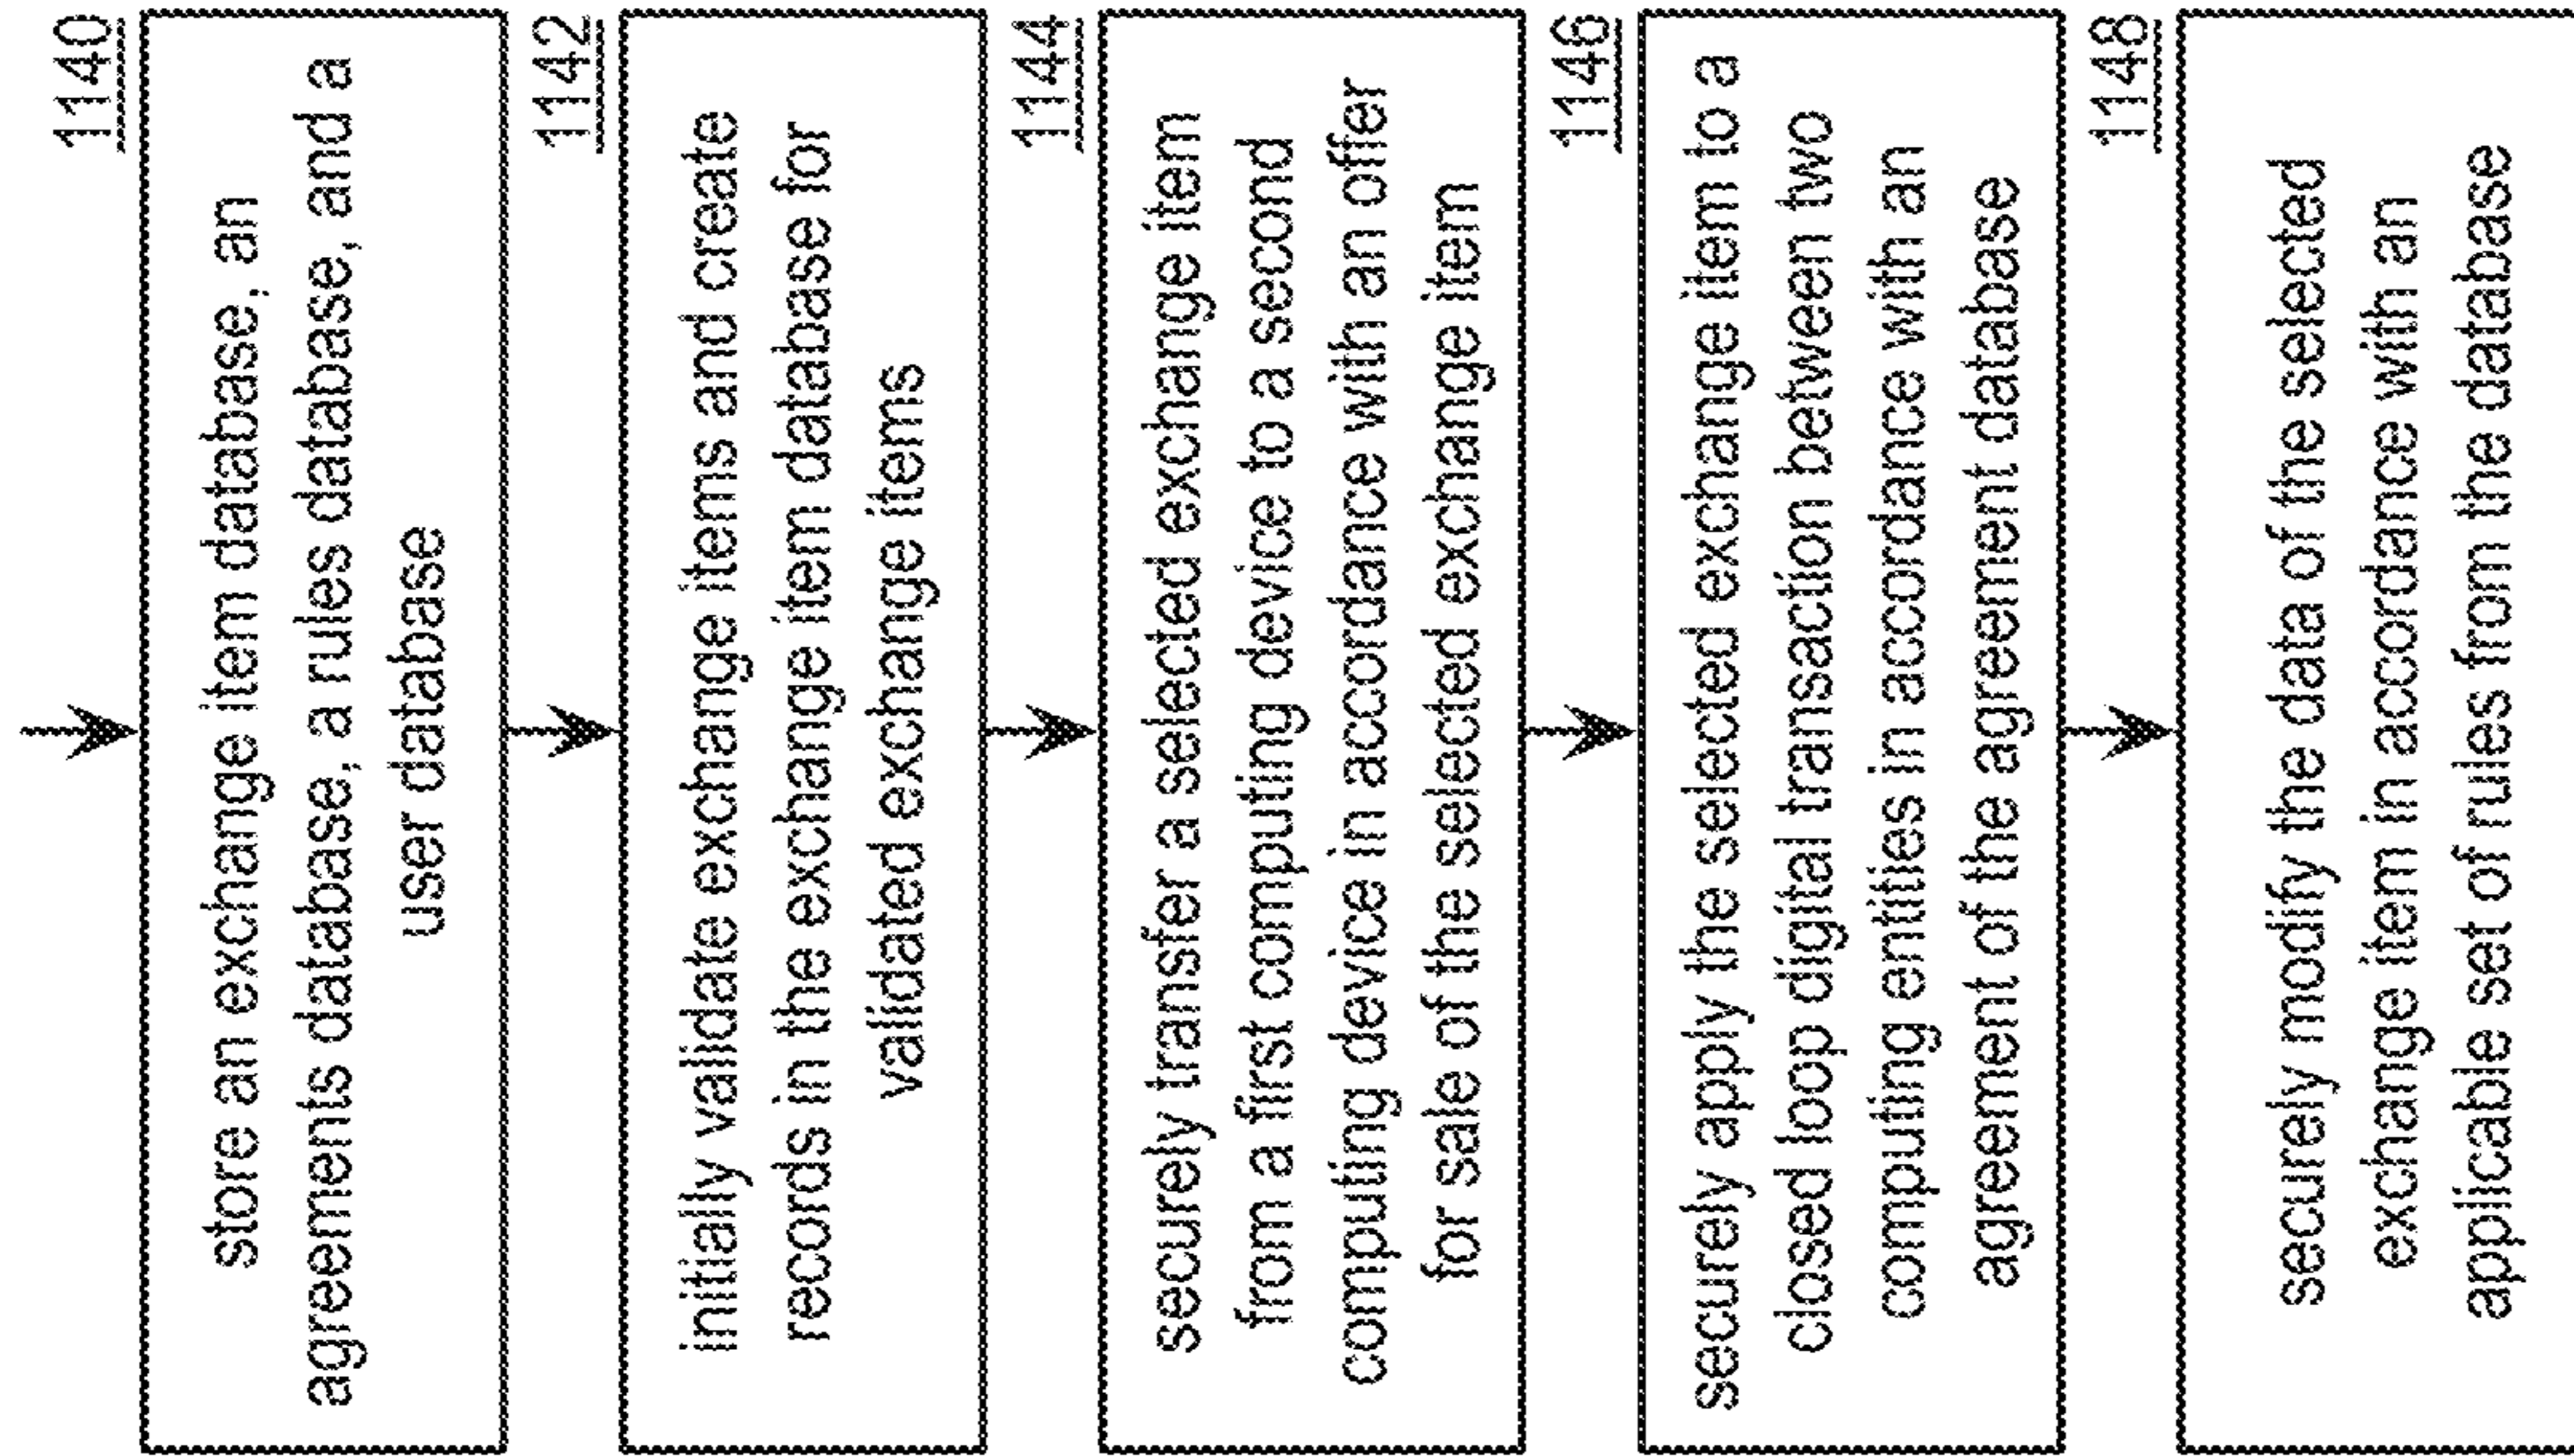 1140
store an exchange item database, an
agreements database, a rules database, and a
user database
1142
initially validate exchange items and create
records in the exchange item database for
validated exchange items
1144
securely transfer a selected exchange item
from a first computing device to a second
computing device in accordance with an offer
for sale of the selected exchange item
1146
securely apply the selected exchange item to a
closed loop digital transaction between two
computing entities in accordance with an
agreement of the agreement database
1148
securely modify the data of the selected
exchange item in accordance with an
applicable set of rules from the database